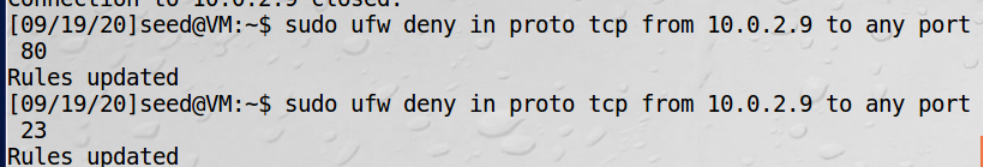 Connection to 10.0.2.9 closed.
[09/19/20]seed@VM:~$ sudo ufw deny in proto tcp from 10.0.2.9 to any port
 80
Rules updated
[09/19/20]seed@VM:~$ sudo ufw deny in proto tcp from 10.0.2.9 to any port
 23
Rules updated